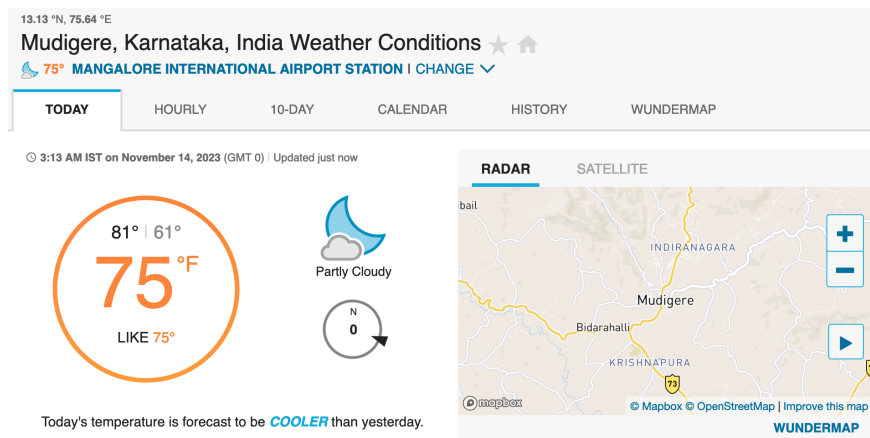 13.13 °N, 75.64 °E
Mudigere, Karnataka, India Weather Conditions
75° MANGALORE INTERNATIONAL AIRPORT STATION | CHANGE
TODAY HOURLY 10-DAY CALENDAR HISTORY WUNDERMAP
3:13 AM IST on November 14, 2023 (GMT 0) | Updated just now
81° | 61°
75 °F
LIKE 75°
Partly Cloudy
N
0
Today's temperature is forecast to be COOLER than yesterday.
RADAR SATELLITE
ibail
INDIRANAGARA
+
−
Mudigere
Bidarahalli
KRISHNAPURA
73
mapbox
© Mapbox © OpenStreetMap | Improve this map
WUNDERMAP